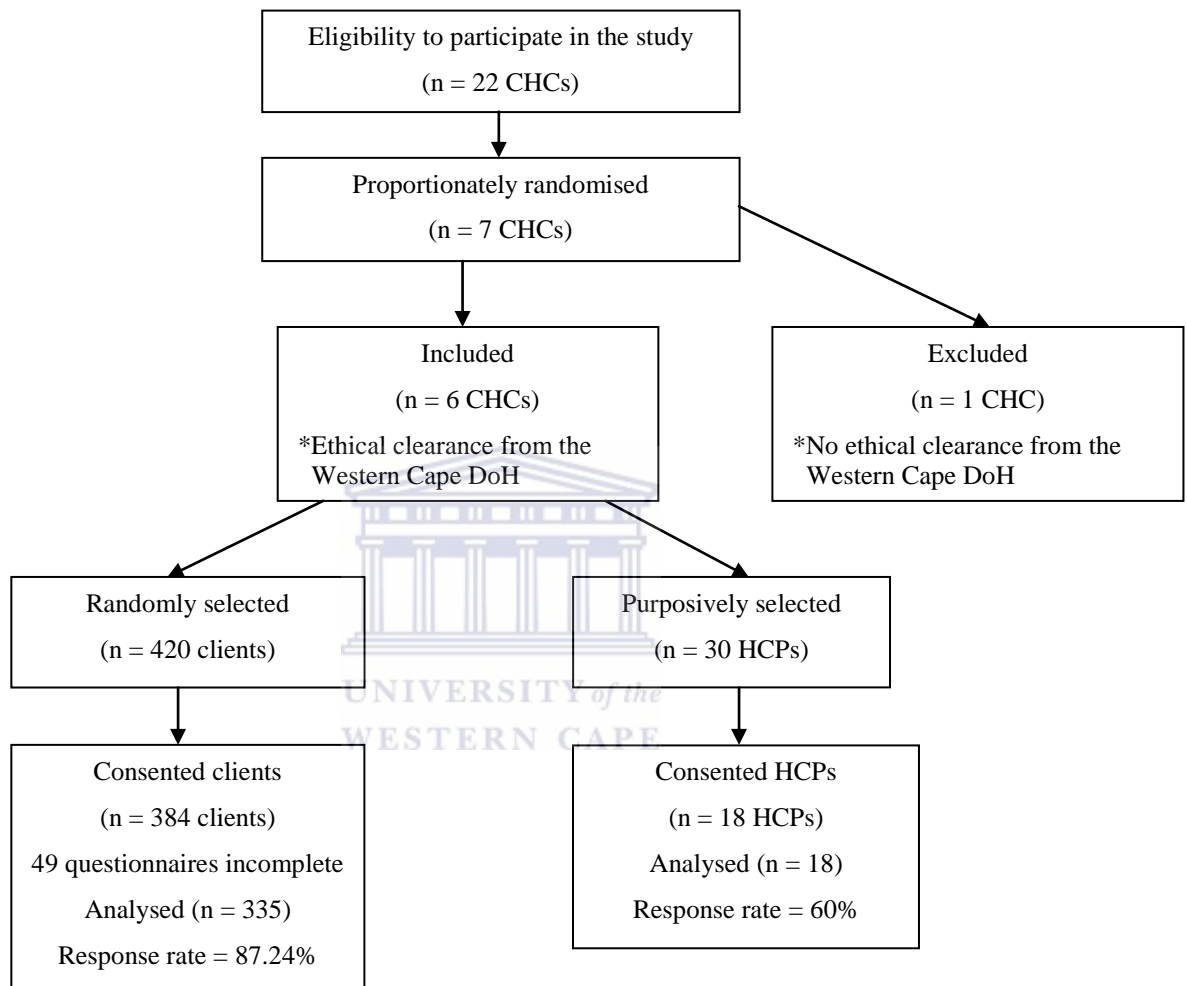 Eligibility to participate in the study
(n = 22 CHCs)
Proportionately randomised
(n = 7 CHCs)
Included
(n = 6 CHCs)
*Ethical clearance from the
Western Cape DoH
Excluded
(n = 1 CHC)
*No ethical clearance from the
Western Cape DoH
Randomly selected
(n = 420 clients)
Purposively selected
(n = 30 HCPs)
UNIVERSITY of the
WESTERN CAPE
Consented clients
(n = 384 clients)
49 questionnaires incomplete
Analysed (n = 335)
Response rate = 87.24%
Consented HCPs
(n = 18 HCPs)
Analysed (n = 18)
Response rate = 60%